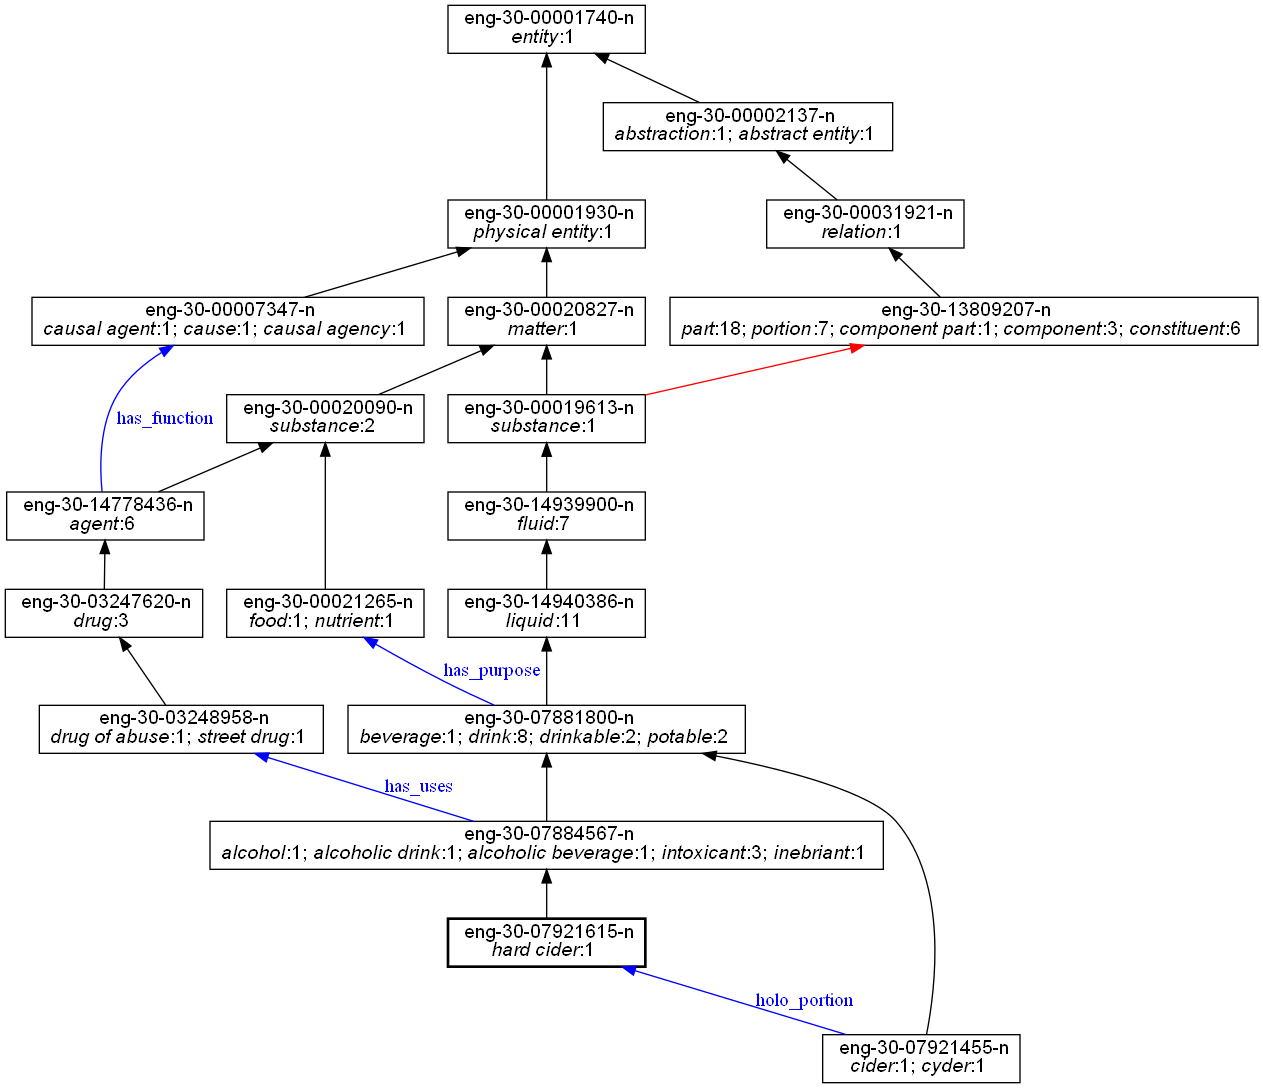 eng-30-00001740-n
entity:1
eng-30-00002137-n
abstraction:1; abstract entity:1
eng-30-00001930-n
physical entity:1
eng-30-00031921-n
relation:1
eng-30-00007347-n
causal agent:1; cause:1; causal agency:1
eng-30-00020827-n
matter:1
eng-30-13809207-n
part:18; portion:7; component part:1; component:3; constituent:6
has_function
eng-30-00020090-n
substance:2
eng-30-00019613-n
substance:1
eng-30-14778436-n
agent:6
eng-30-14939900-n
fluid:7
eng-30-03247620-n
drug:3
eng-30-00021265-n
food:1; nutrient:1
eng-30-14940386-n
liquid:11
has_purpose
eng-30-03248958-n
drug of abuse:1; street drug:1
eng-30-07881800-n
beverage:1; drink:8; drinkable:2; potable:2
has_uses
eng-30-07884567-n
alcohol:1; alcoholic drink:1; alcoholic beverage:1; intoxicant:3; inebriant:1
eng-30-07921615-n
hard cider:1
holo_portion
eng-30-07921455-n
cider:1; cyder:1